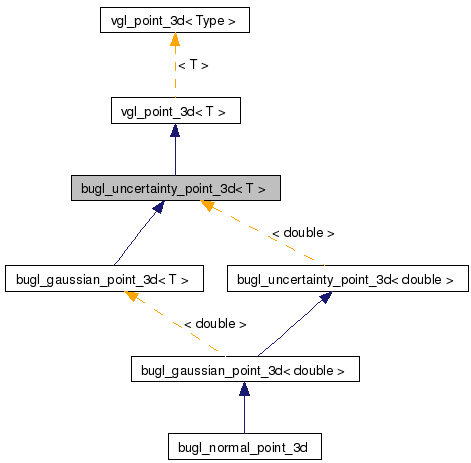 vgl_point_3d< Type >
< T >
vgl_point_3d< T >
bugl_uncertainty_point_3d< T >
< double >
bugl_gaussian_point_3d< T >
bugl_uncertainty_point_3d< double >
< double >
bugl_gaussian_point_3d< double >
bugl_normal_point_3d